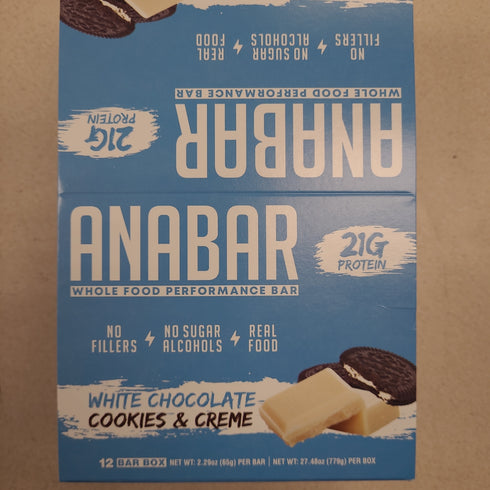 ANABAR
WHOLE FOOD PERFORMANCE BAR
21G
PROTEIN
NO
FILLERS
NO SUGAR
ALCOHOLS
REAL
FOOD
ANABAR
WHOLE FOOD PERFORMANCE BAR
21G
PROTEIN
NO
FILLERS
NO SUGAR
ALCOHOLS
REAL
FOOD
WHITE CHOCOLATE
COOKIES & CREME
12 BAR BOX NET WT: 2.29oz (65g) PER BAR | NET WT: 27.48oz (779g) PER BOX